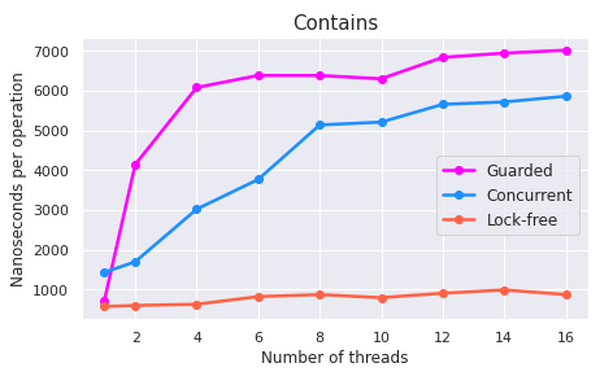 Contains
Nanoseconds per operation
7000
6000
5000
4000
3000
2000
1000
Guarded
Concurrent
Lock-free
2 4 6 8 10 12 14 16
Number of threads